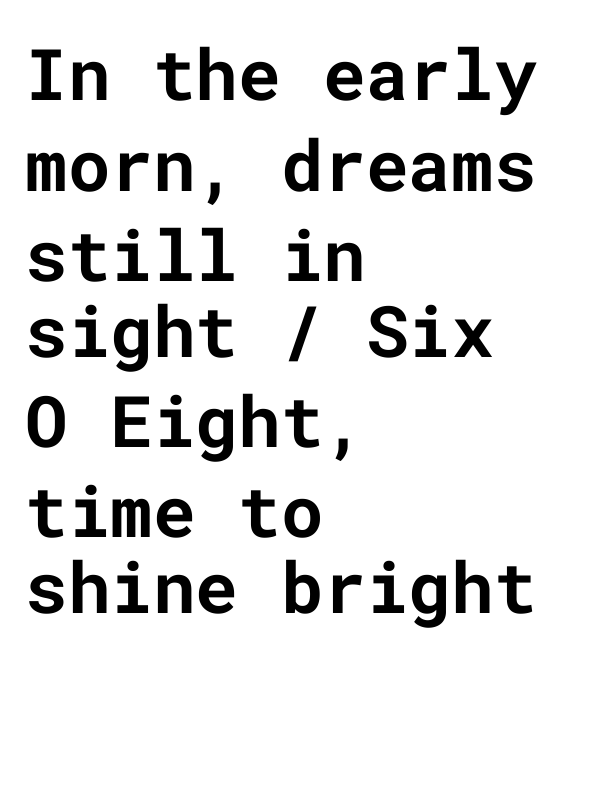 In the early
morn, dreams
still in
sight / Six
O Eight,
time to
shine bright